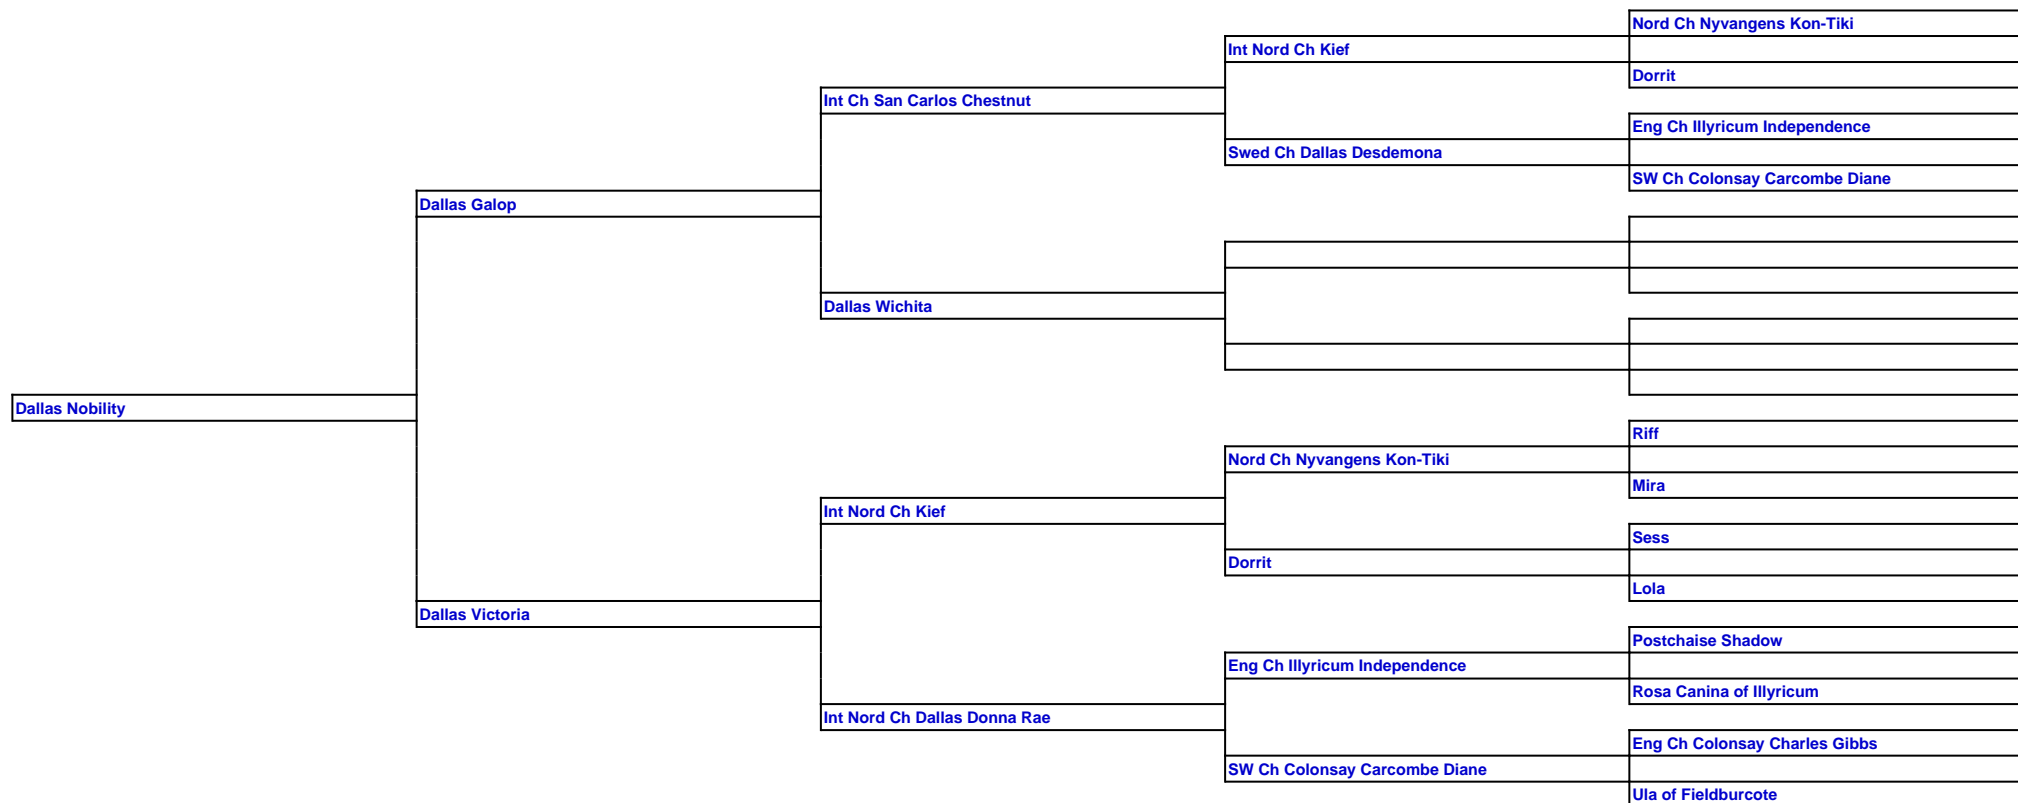 Nord Ch Nyvangens Kon-Tiki
Int Nord Ch Kief
Dorrit
Int Ch San Carlos Chestnut
Eng Ch Illyricum Independence
Swed Ch Dallas Desdemona
SW Ch Colonsay Carcombe Diane
Dallas Galop
Dallas Wichita
Dallas Nobility
Riff
Nord Ch Nyvangens Kon-Tiki
Mira
Int Nord Ch Kief
Sess
Dorrit
Lola
Dallas Victoria
Postchaise Shadow
Eng Ch Illyricum Independence
Rosa Canina of Illyricum
Int Nord Ch Dallas Donna Rae
Eng Ch Colonsay Charles Gibbs
SW Ch Colonsay Carcombe Diane
Ula of Fieldburcote